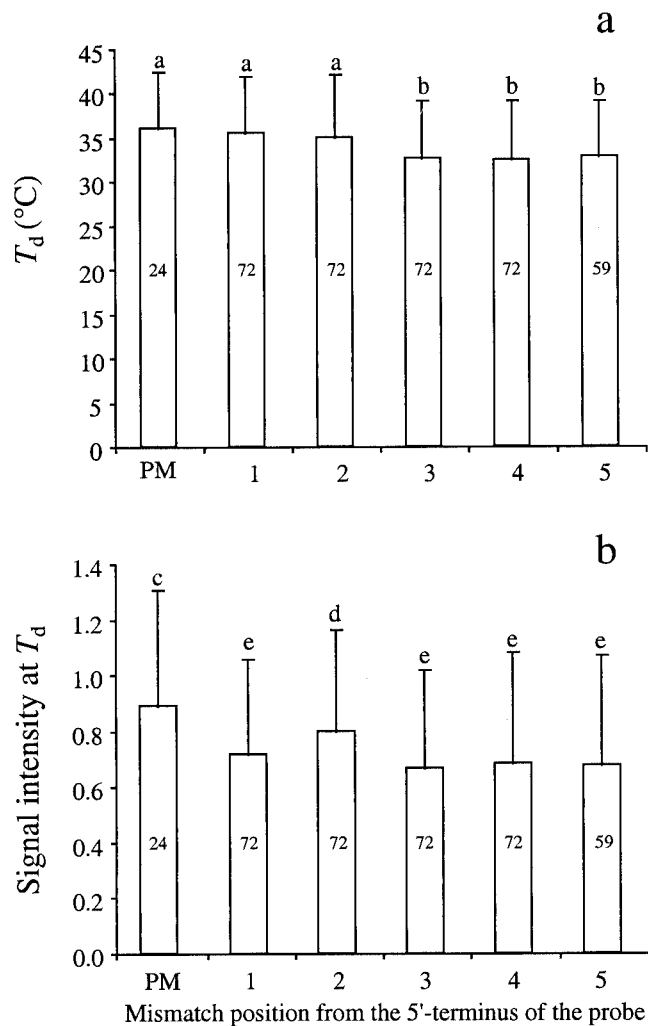 a
T_d (°C)
45
40
35
30
25
20
15
10
5
0
a a a b b b
24 72 72 72 72 59
PM 1 2 3 4 5
b
Signal intensity at T_d
1.4
1.2
1.0
0.8
0.6
0.4
0.2
0.0
c e d e e e
24 72 72 72 72 59
PM 1 2 3 4 5
Mismatch position from the 5'-terminus of the probe